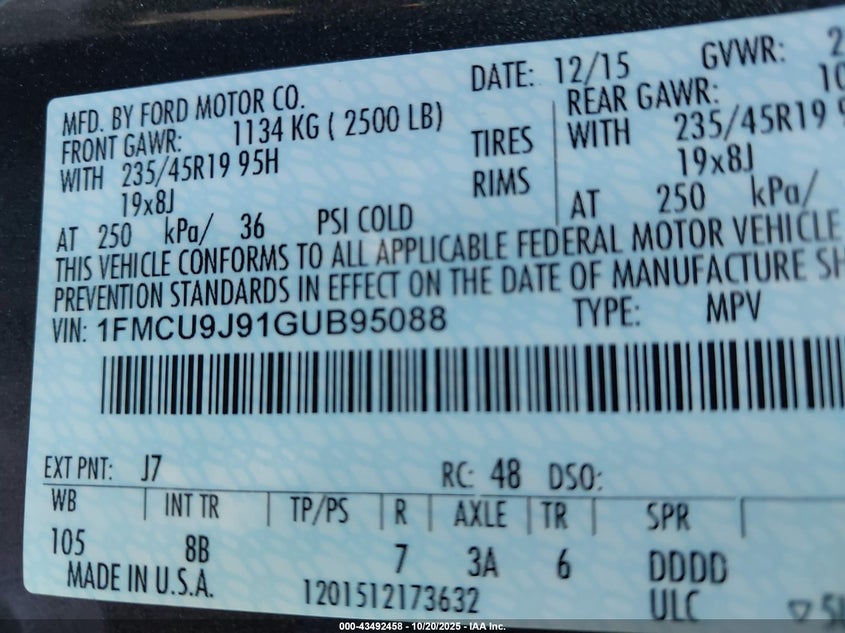 MFD. BY FORD MOTOR CO. DATE: 12/15 GVWR:
FRONT GAWR: 1134 KG ( 2500 LB) REAR GAWR:
WITH 235/45R19 95H TIRES WITH 235/45R19
19x8J RIMS 19x8J
AT 250 kPa/ 36 PSI COLD AT 250 kPa/
THIS VEHICLE CONFORMS TO ALL APPLICABLE FEDERAL MOTOR VEHICLE
PREVENTION STANDARDS IN EFFECT ON THE DATE OF MANUFACTURE
VIN: 1FMCU9J91GUB95088 TYPE: MPV
EXT PNT: J7 RC: 48 DSO:
WB INT TR TP/PS R AXLE TR SPR
105 8B 7 3A 6 DDDD
MADE IN U.S.A. 1201512173632 ULC
000-43492458 - 10/20/2025 - IAA Inc.